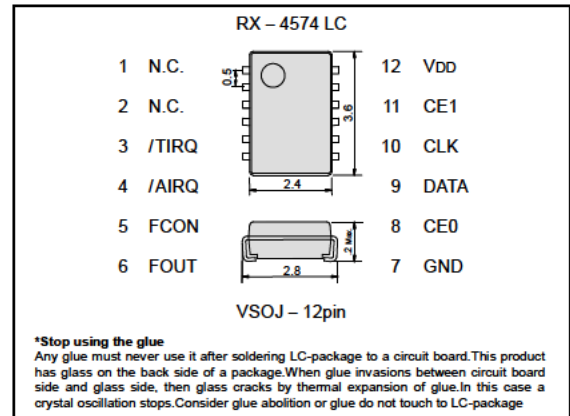 RX – 4574 LC
1 N.C. 12 VDD
2 N.C. 11 CE1
3 /TIRQ 10 CLK
4 /AIRQ 9 DATA
5 FCON 8 CE0
6 FOUT 7 GND
0.5
3.6
2.4
.2 Max.
2.8
VSOJ – 12pin
*Stop using the glue
Any glue must never use it after soldering LC-package to a circuit board.This product
has glass on the back side of a package.When glue invasions between circuit board
side and glass side, then glass cracks by thermal expansion of glue.In this case a
crystal oscillation stops.Consider glue abolition or glue do not touch to LC-package